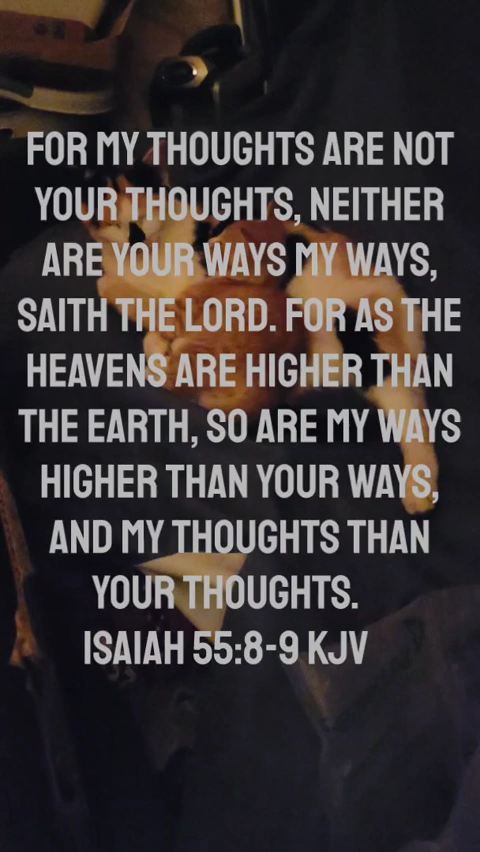 FOR MY THOUGHTS ARE NOT
YOUR THOUGHTS, NEITHER
ARE YOUR WAYS MY WAYS,
SAITH THE LORD. FOR AS THE
HEAVENS ARE HIGHER THAN
THE EARTH, SO ARE MY WAYS
HIGHER THAN YOUR WAYS,
AND MY THOUGHTS THAN
YOUR THOUGHTS.
ISAIAH 55:8-9 KJV